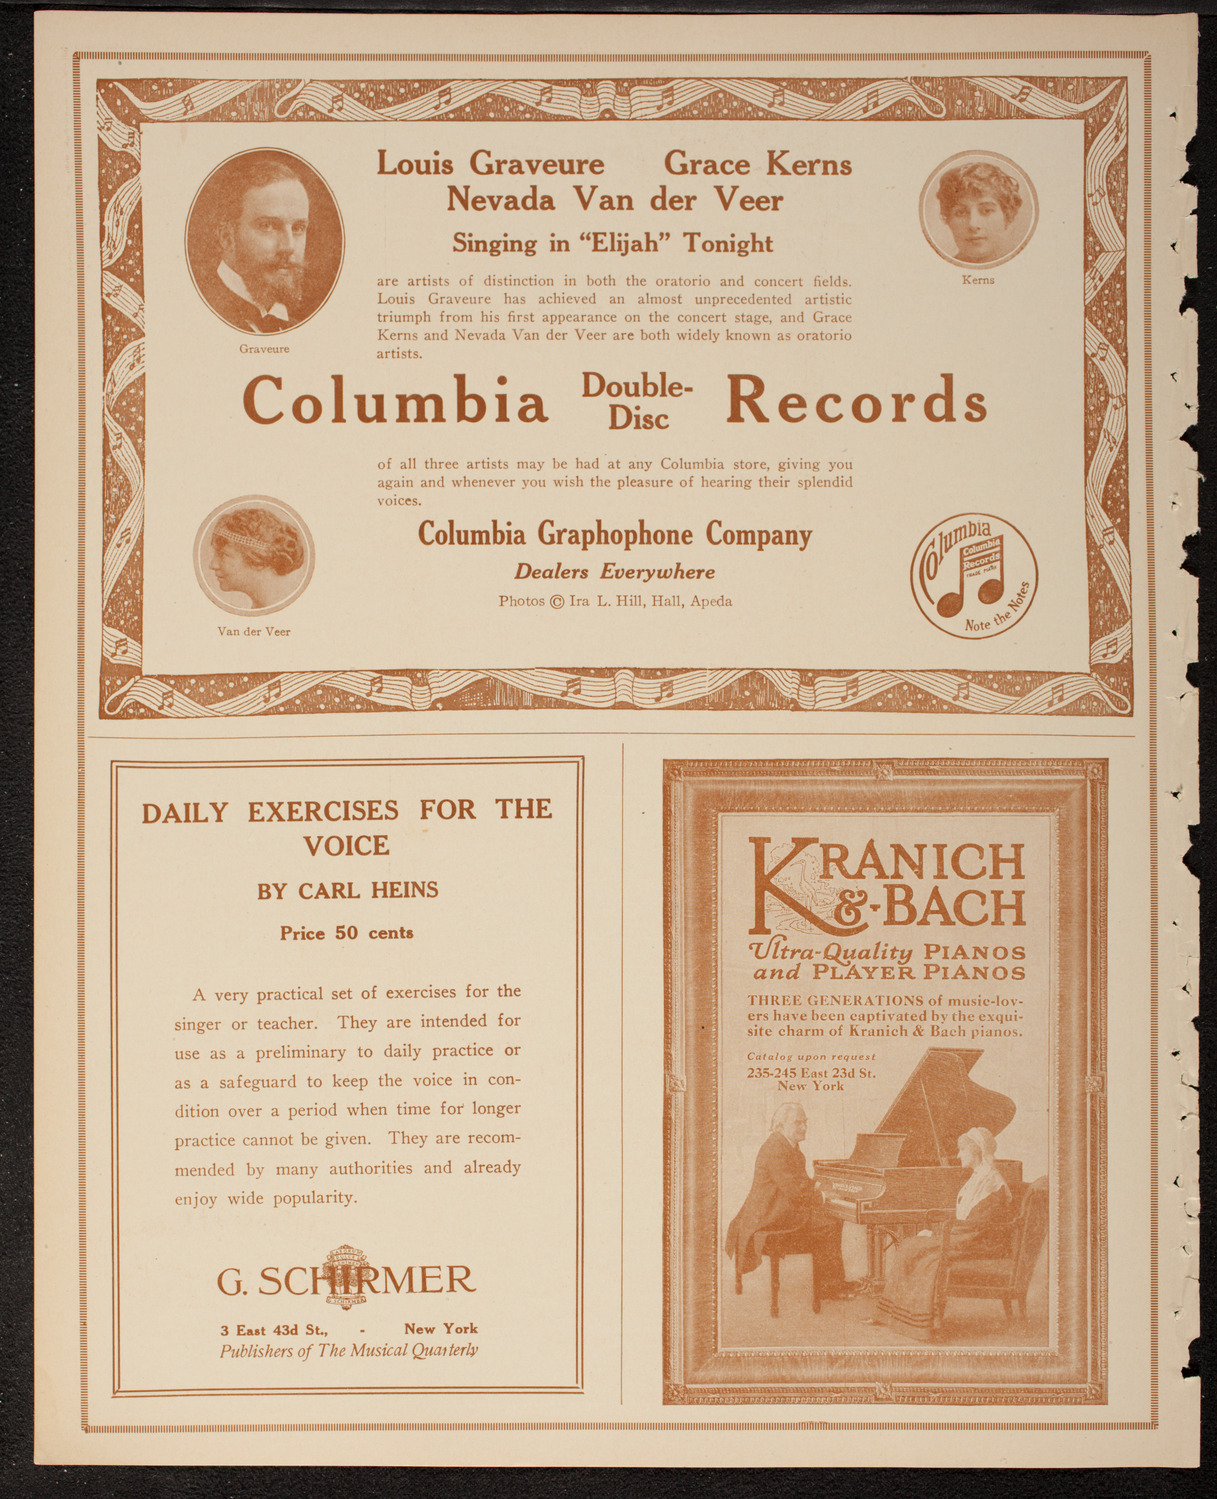 Louis Graveure Grace Kerns
Nevada Van der Veer
Singing in “Elijah” Tonight
are artists of distinction in both the oratorio and concert fields.
Louis Graveure has achieved an almost unprecedented artistic
triumph from his first appearance on the concert stage, and Grace
Kerns and Nevada Van der Veer are both widely known as oratorio
artists.
Graveure
Kerns
Columbia Double-
Disc Records
of all three artists may be had at any Columbia store, giving you
again and whenever you wish the pleasure of hearing their splendid
voices.
Columbia Graphophone Company
Dealers Everywhere
Photos © Ira L. Hill, Hall, Apeda
Van der Veer
Columbia
Columbia
Records
TRADE MARK
Note the Notes
DAILY EXERCISES FOR THE
VOICE
BY CARL HEINS
Price 50 cents
A very practical set of exercises for the
singer or teacher. They are intended for
use as a preliminary to daily practice or
as a safeguard to keep the voice in con-
dition over a period when time for longer
practice cannot be given. They are recom-
mended by many authorities and already
enjoy wide popularity.
G. SCHIRMER
3 East 43d St., - New York
Publishers of The Musical Quarterly
KRANICH
&-BACH
Ultra-Quality PIANOS
and PLAYER PIANOS
THREE GENERATIONS of music-lov-
ers have been captivated by the exqui-
site charm of Kranich & Bach pianos.
Catalog upon request
235-245 East 23d St.
New York